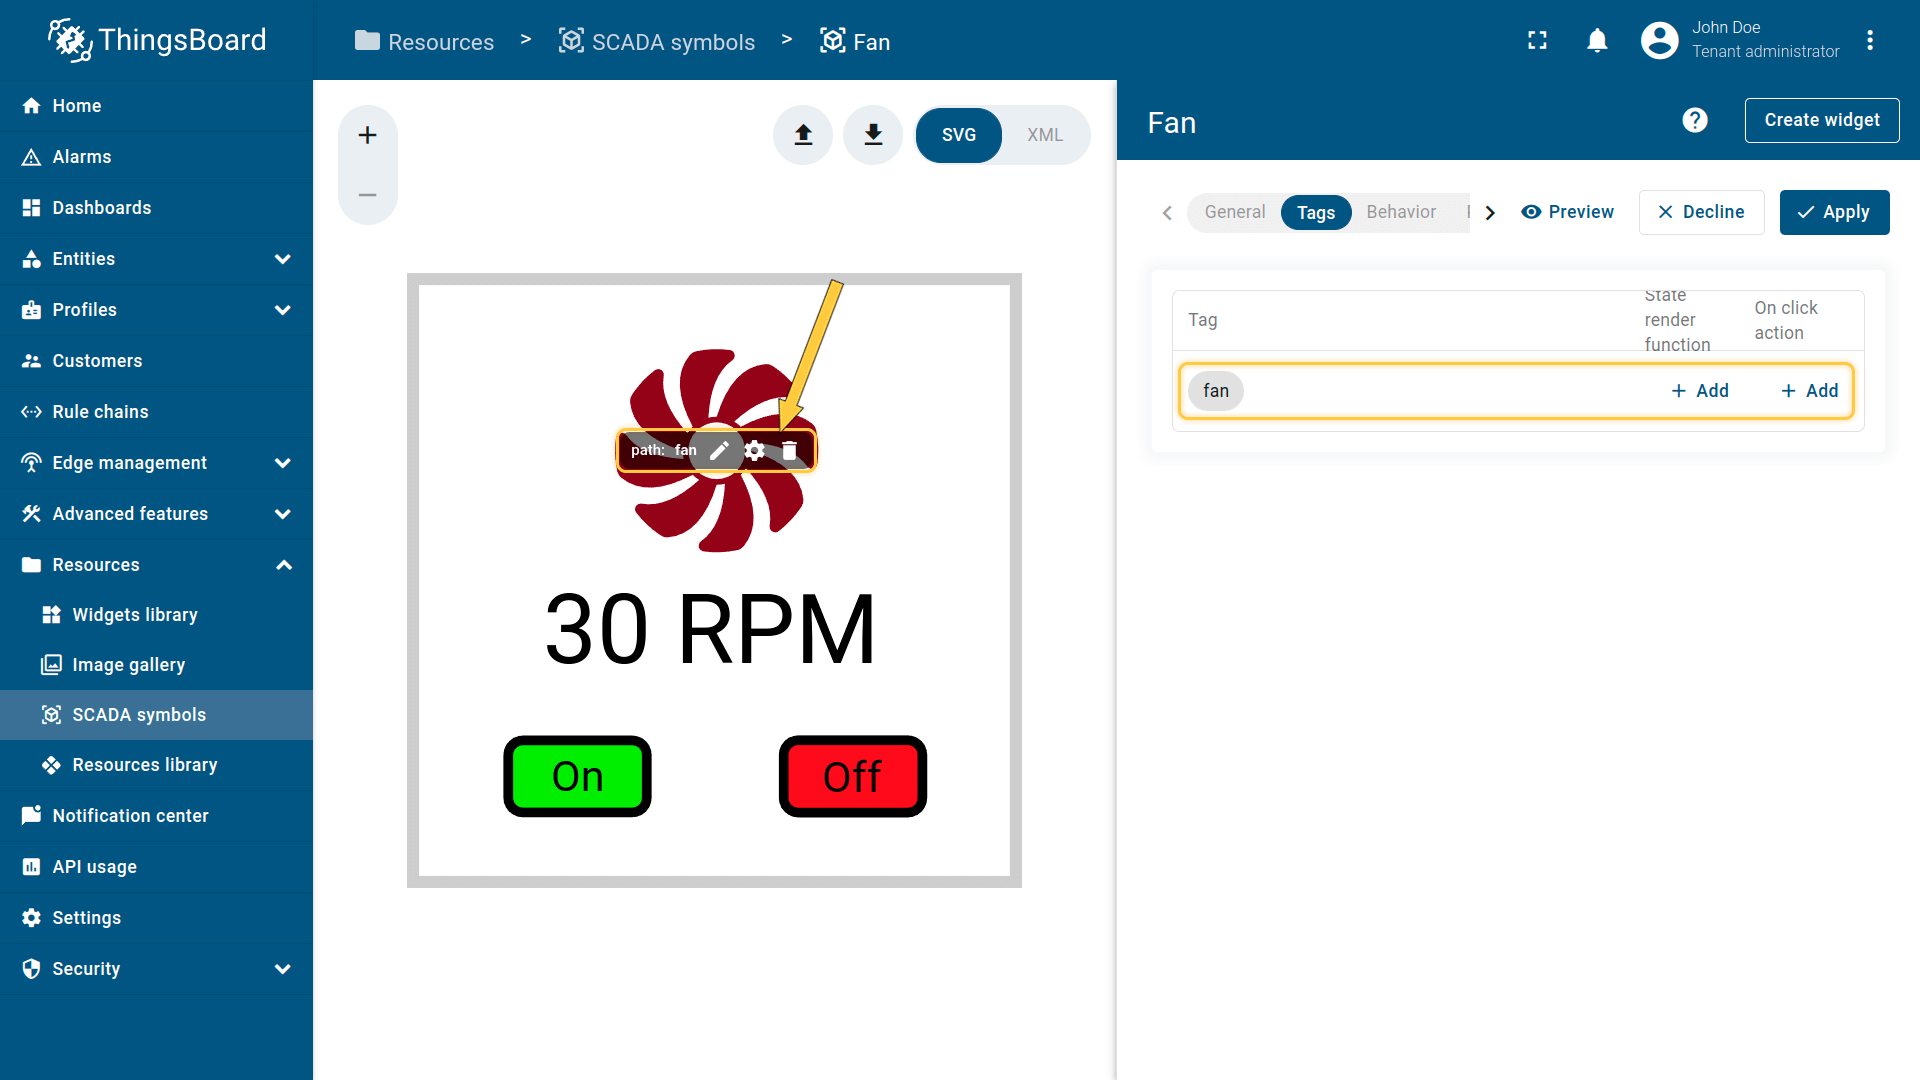 ThingsBoard
Resources > SCADA symbols > Fan
John Doe
Tenant administrator
Home
Alarms
Dashboards
Entities
Profiles
Customers
Rule chains
Edge management
Advanced features
Resources
Widgets library
Image gallery
SCADA symbols
Resources library
Notification center
API usage
Settings
Security
SVG XML
path: fan
30 RPM
On Off
Fan
Create widget
General Tags Behavior
Preview Decline Apply
Tag
State
render
function
On click
action
fan
Add Add